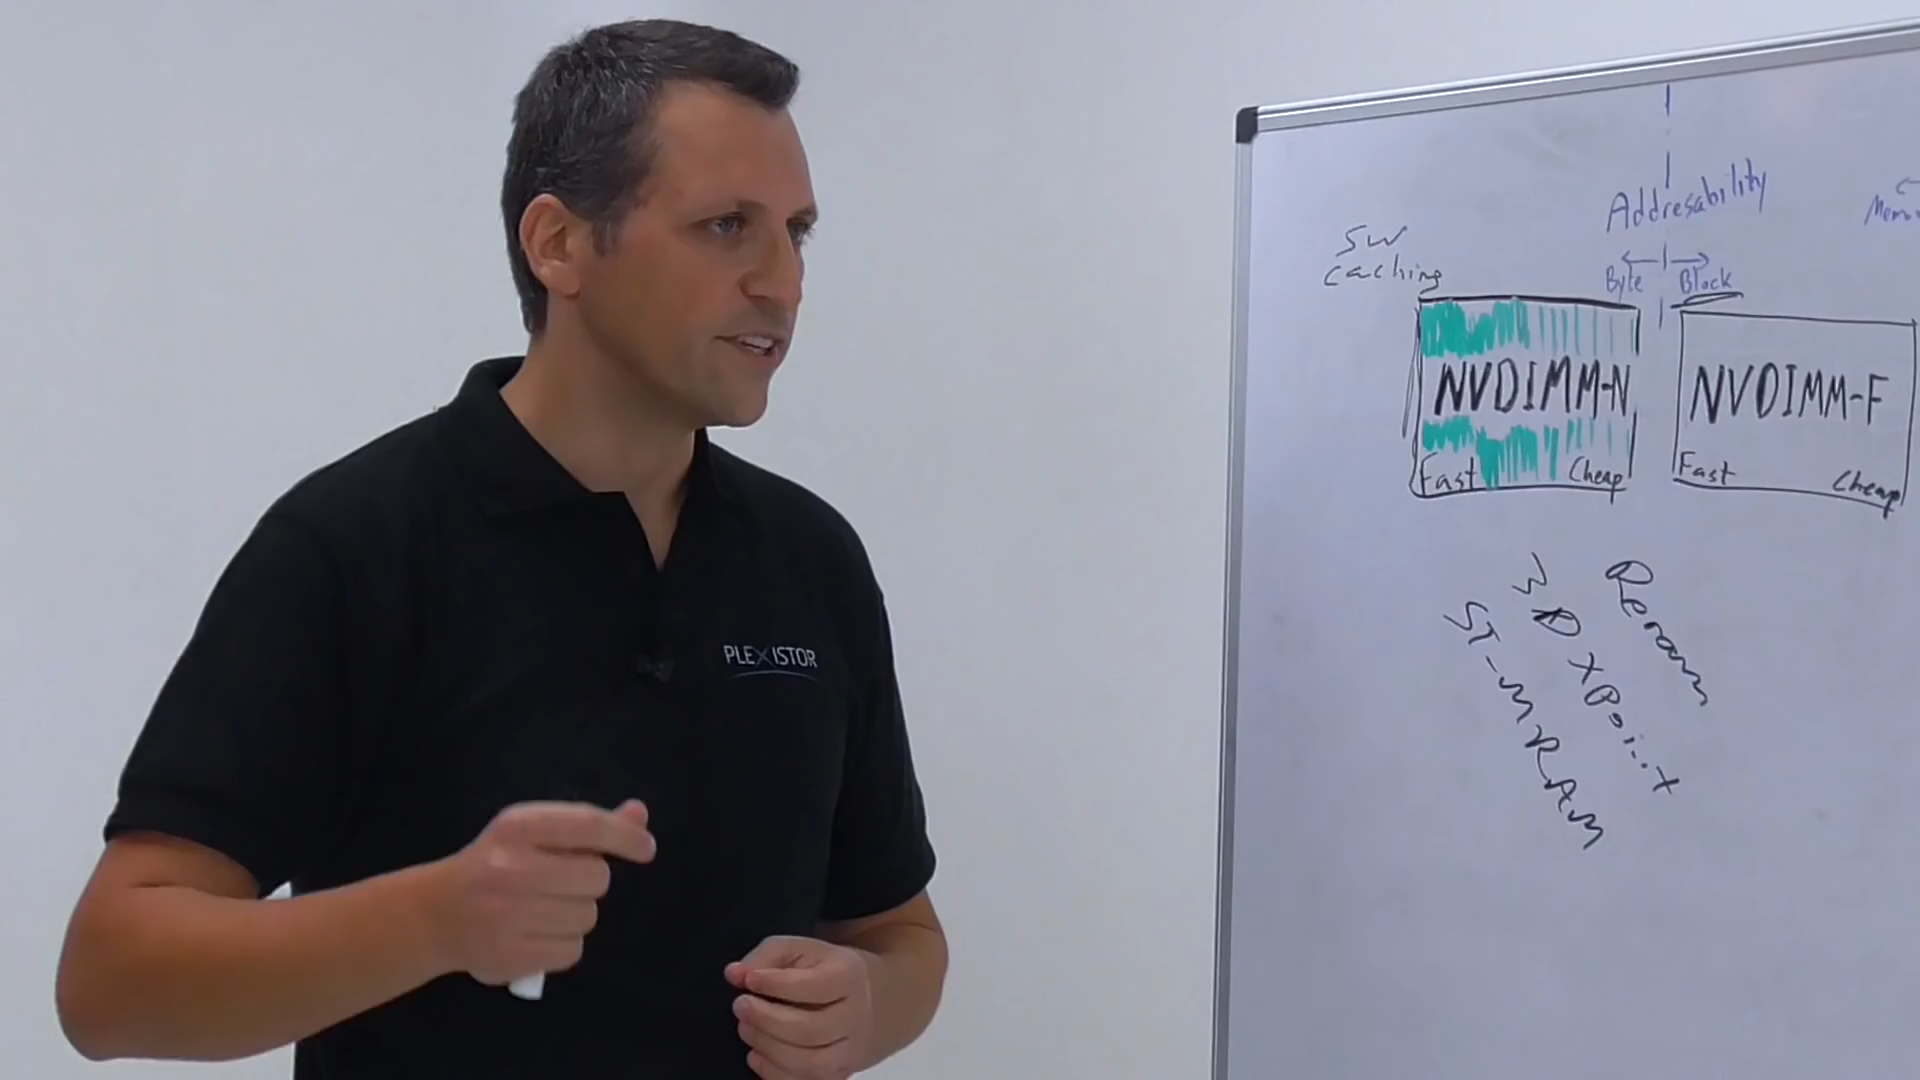 PLEXISTOR
Addresability
SW
caching
Byte
Block
NVDIMM-N
Fast
Cheap
NVDIMM-F
Fast
Cheap
Reram
3D XPoint
ST-MRAM